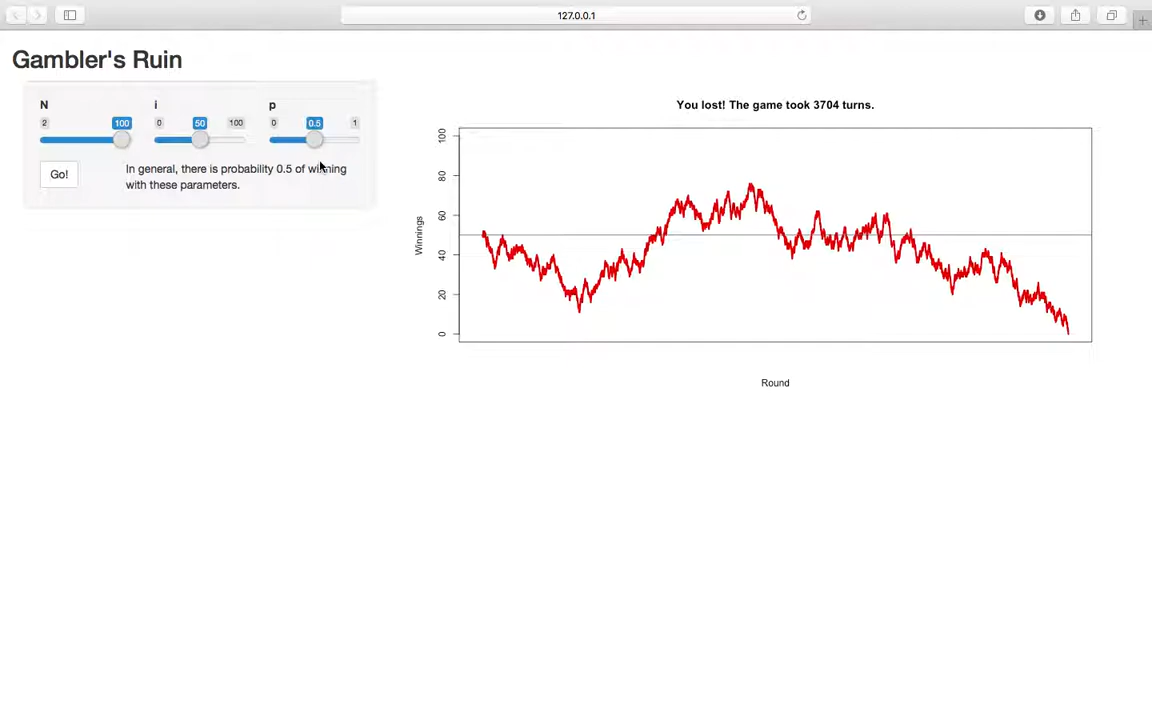 127.0.0.1
Gambler's Ruin
N i p
2 100 0 50 100 0 0.5 1
Go!
In general, there is probability 0.5 of winning
with these parameters.
You lost! The game took 3704 turns.
100
80
60
40
20
0
Winnings
Round